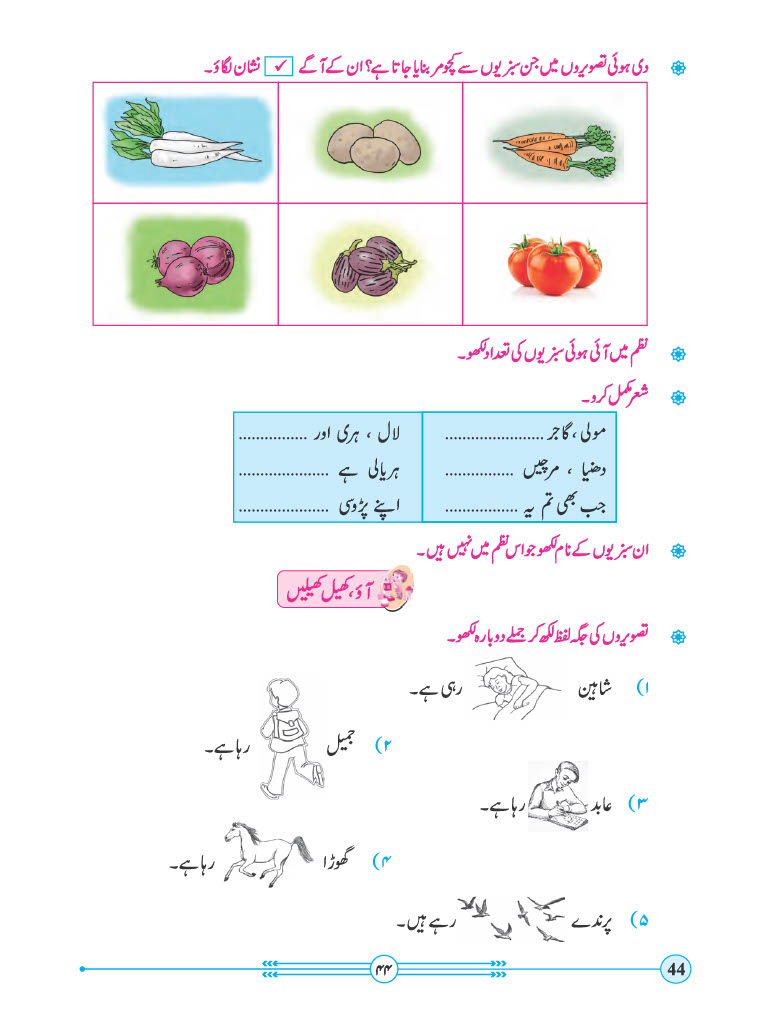 دی ہوئی تصویروں میں جن سبزیوں سے کچومر بنایا جاتا ہے؟ ان کے آگے ✓ نشان لگاؤ۔
نظم میں آئی ہوئی سبزیوں کی تعداد لکھو۔
شعر مکمل کرو۔
مولی ، گاجر ....................... لال ، ہری اور ................
دھنیا ، مرچیں ................ ہریالی ہے .....................
جب بھی تم یہ ................. اپنے پڑوسی .....................
ان سبزیوں کے نام لکھو جو اس نظم میں نہیں ہیں۔
آؤ، کھیل کھیلیں
تصویروں کی جگہ لفظ لکھ کر جملے دوبارہ لکھو۔
۱) شاہین رہی ہے۔
۲) جمیل رہا ہے۔
۳) عابد رہا ہے۔
۴) گھوڑا رہا ہے۔
۵) پرندے رہے ہیں۔
۴۴ 44